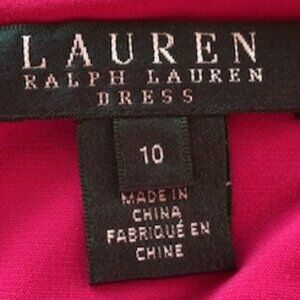 LAUREN
RALPH LAUREN
DRESS
10
MADE IN
CHINA
FABRIQUÉ EN
CHINE